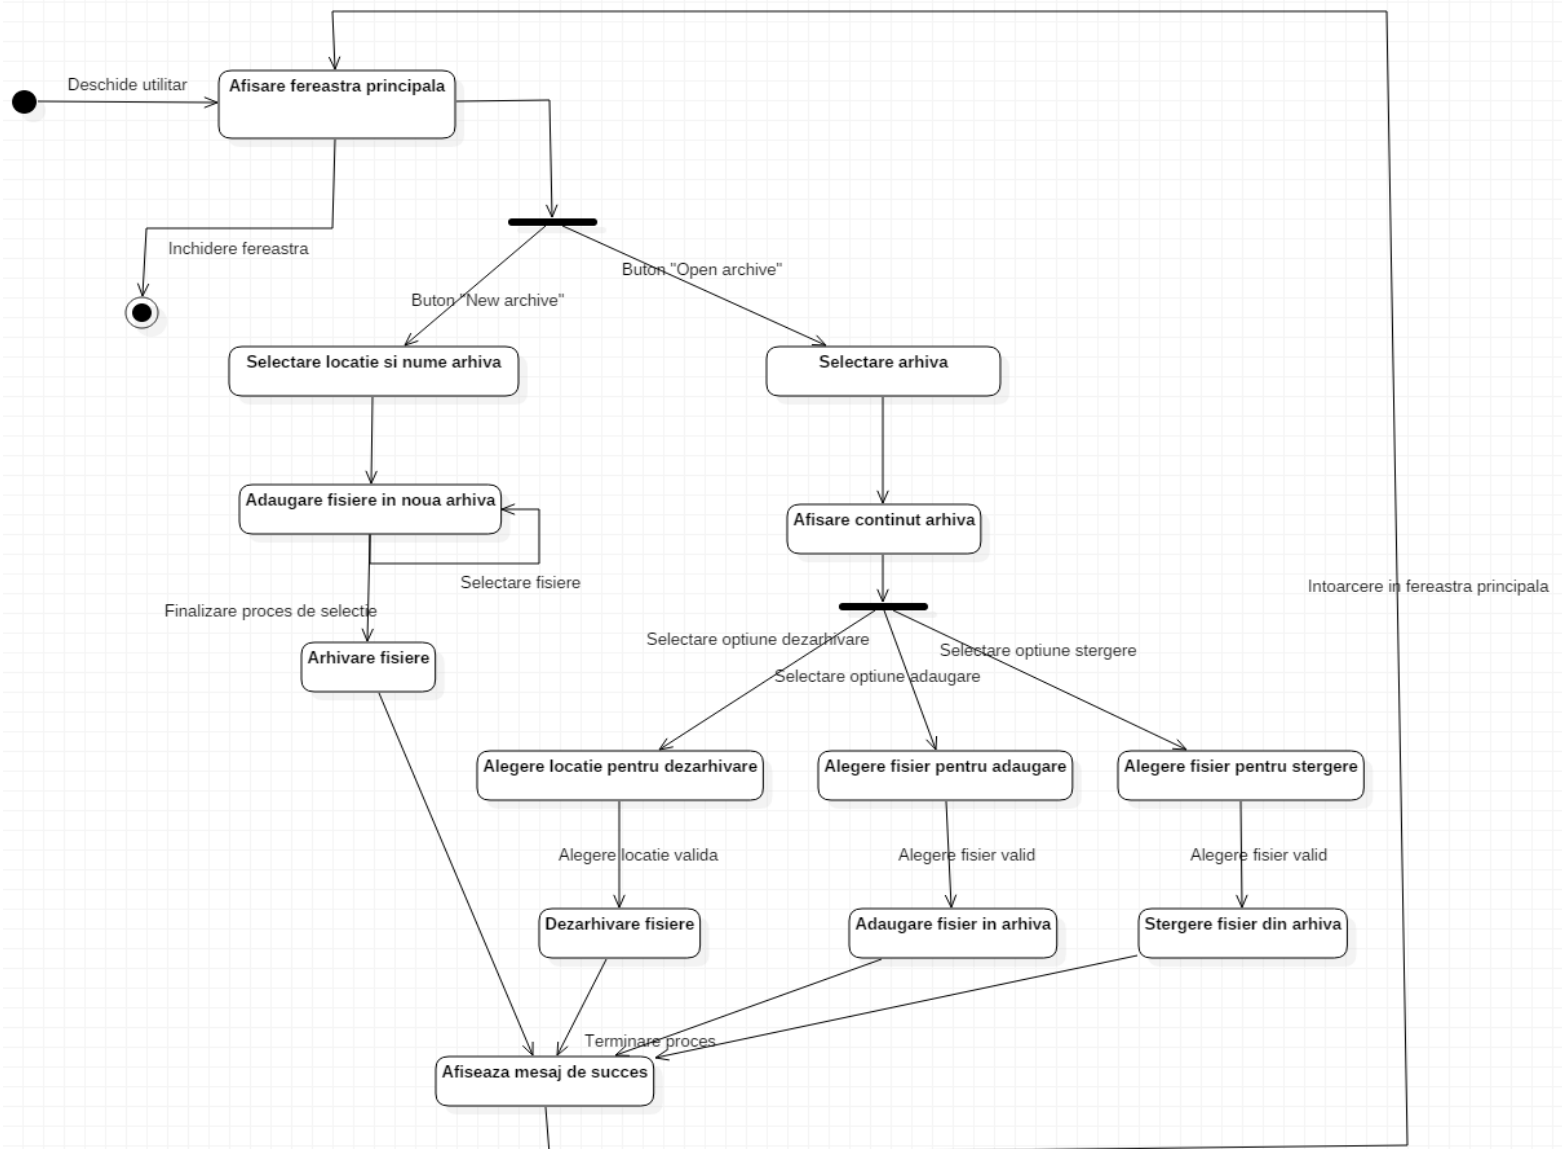 Deschide utilitar
Afisare fereastra principala
Inchidere fereastra
Buton "Open archive"
Buton "New archive"
Selectare locatie si nume arhiva
Selectare arhiva
Adaugare fisiere in noua arhiva
Afisare continut arhiva
Selectare fisiere
Intoarcere in fereastra principala
Finalizare proces de selectie
Selectare optiune dezarhivare
Selectare optiune stergere
Arhivare fisiere
Selectare optiune adaugare
Alegere locatie pentru dezarhivare
Alegere fisier pentru adaugare
Alegere fisier pentru stergere
Alegere locatie valida
Alegere fisier valid
Alegere fisier valid
Dezarhivare fisiere
Adaugare fisier in arhiva
Stergere fisier din arhiva
Terminare proces
Afiseaza mesaj de succes